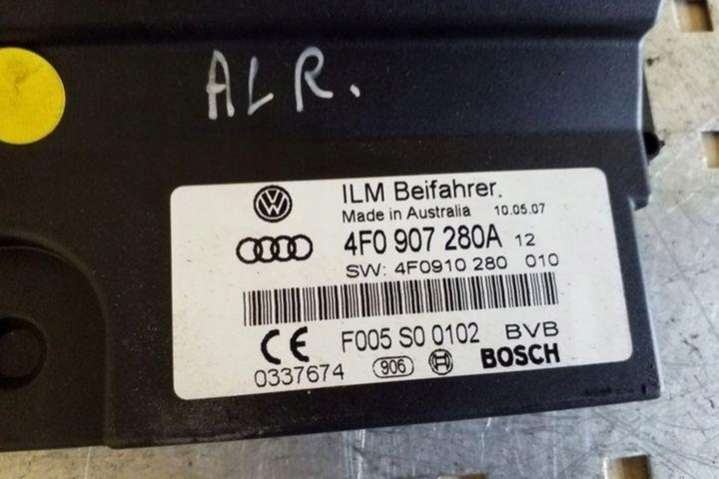 ALR.
ILM Beifahrer.
Made in Australia 10.05.07
4F0 907 280A 12
SW: 4F0910 280 010
CE F005 S0 0102 BVB
0337674 906 BOSCH